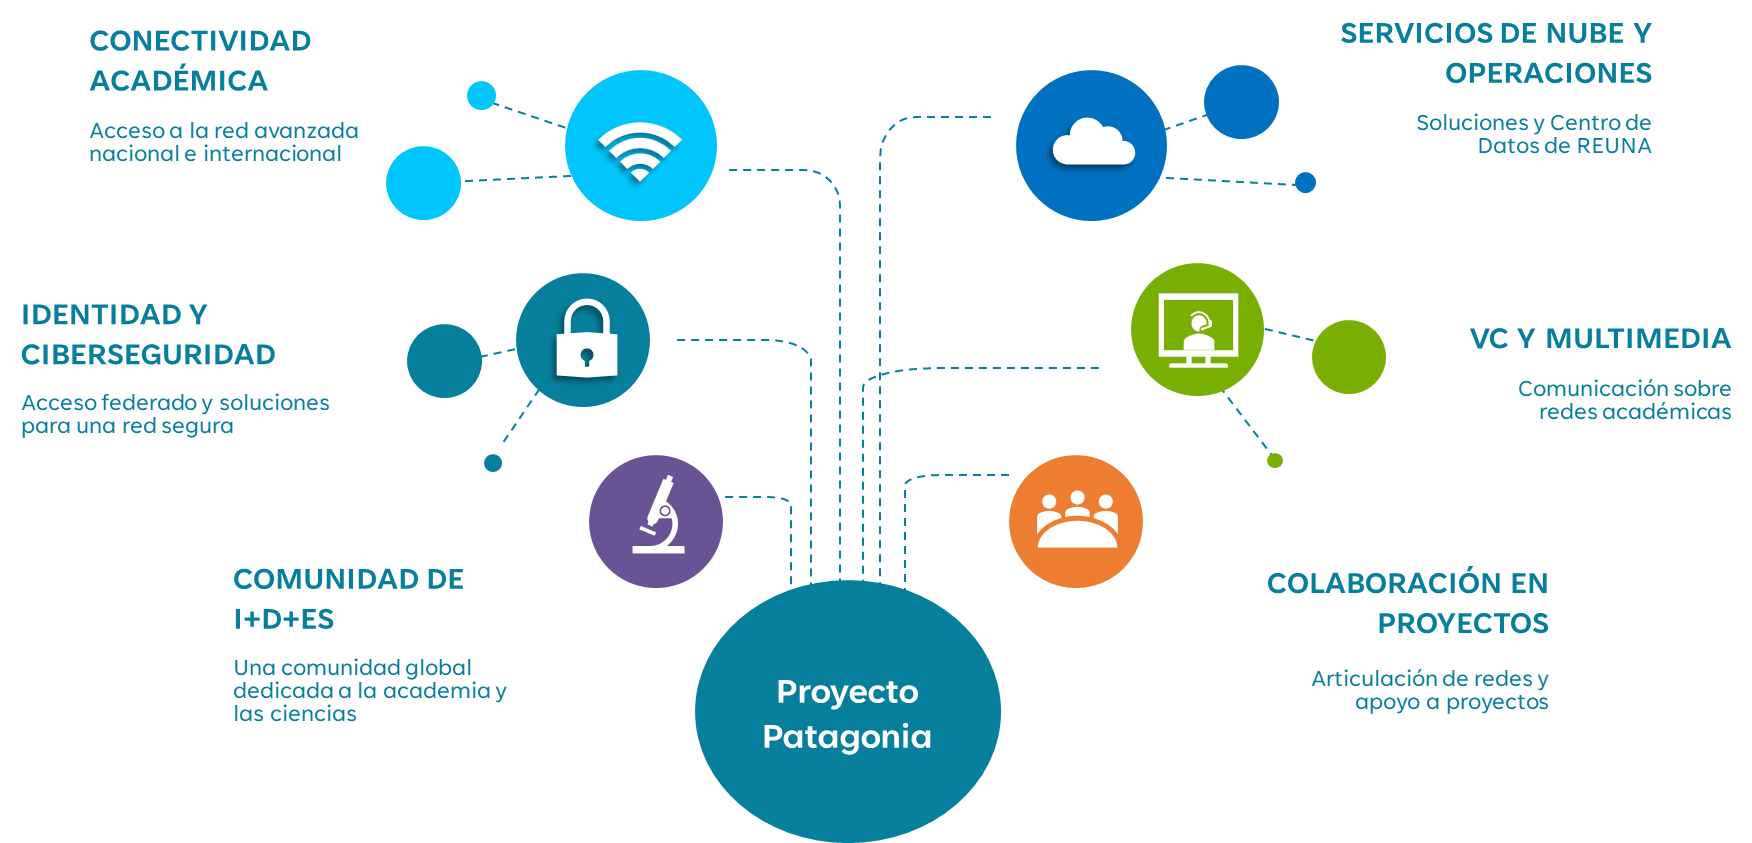 CONECTIVIDAD
ACADÉMICA
Acceso a la red avanzada
nacional e internacional
IDENTIDAD Y
CIBERSEGURIDAD
Acceso federado y soluciones
para una red segura
COMUNIDAD DE
I+D+ES
Una comunidad global
dedicada a la academia y
las ciencias
SERVICIOS DE NUBE Y
OPERACIONES
Soluciones y Centro de
Datos de REUNA
VC Y MULTIMEDIA
Comunicación sobre
redes académicas
COLABORACIÓN EN
PROYECTOS
Articulación de redes y
apoyo a proyectos
Proyecto
Patagonia